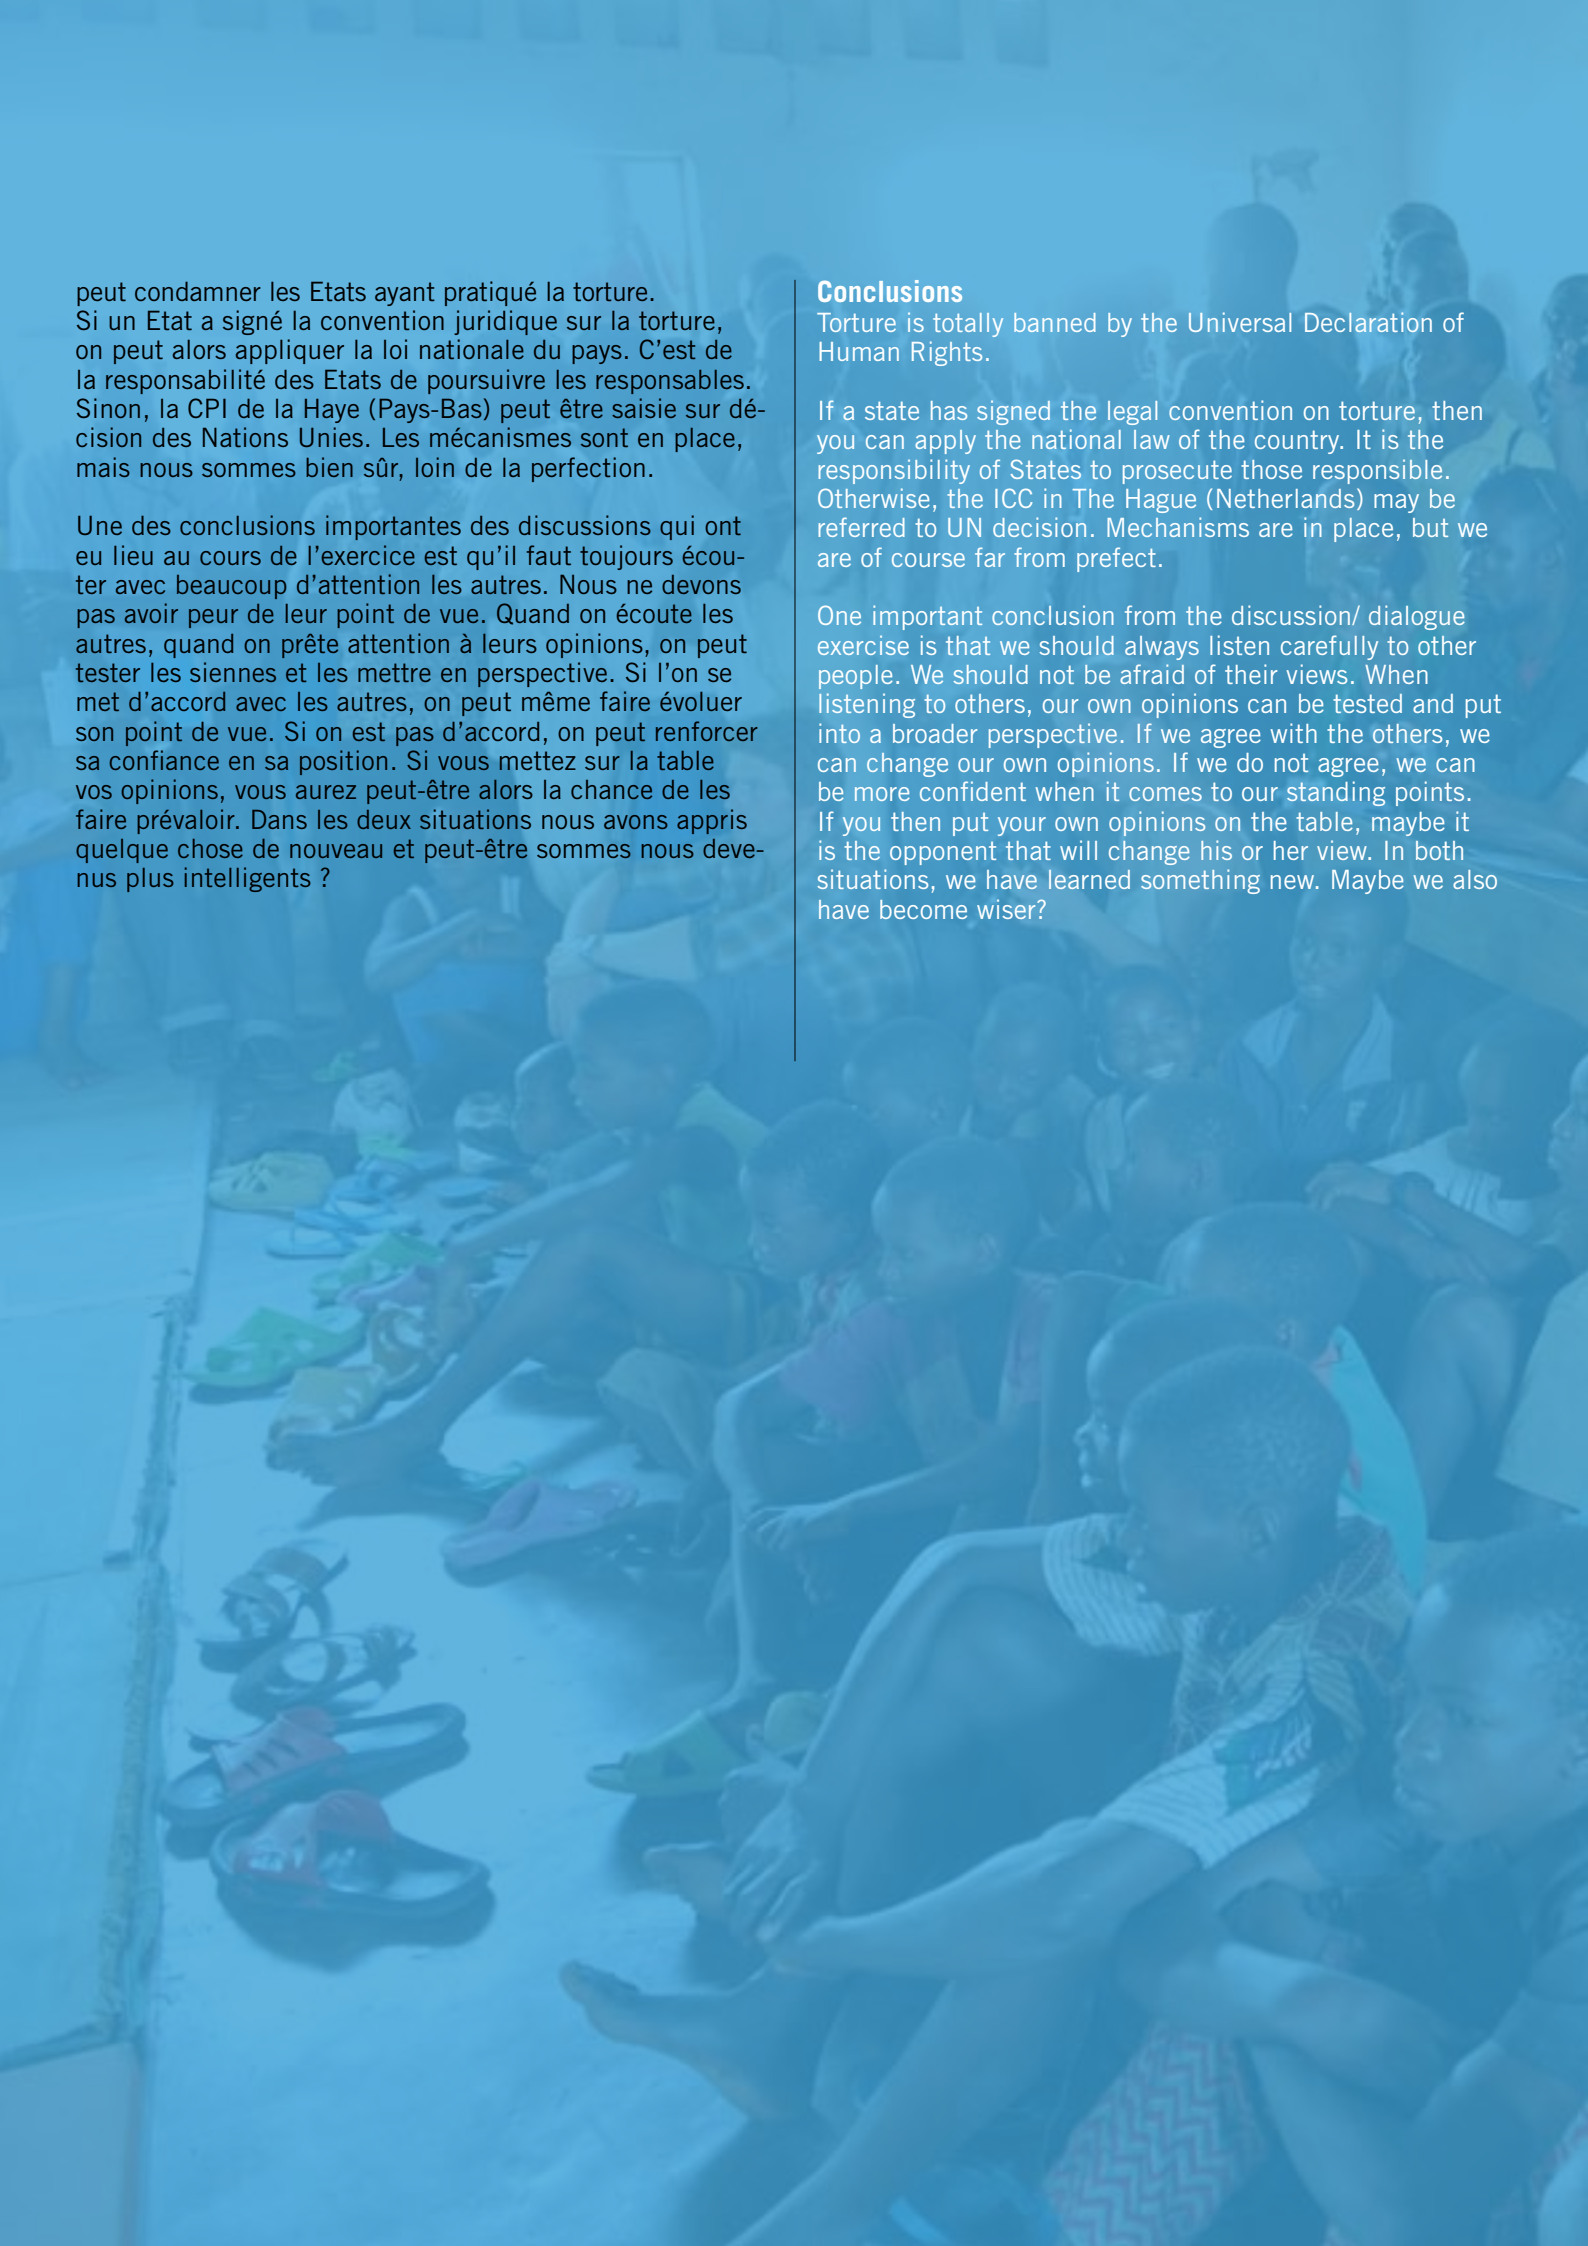 peut condamner les Etats ayant pratiqué la torture.
Si un Etat a signé la convention juridique sur la torture,
on peut alors appliquer la loi nationale du pays. C'est de
la responsabilité des Etats de poursuivre les responsables.
Sinon, la CPI de la Haye (Pays-Bas) peut être saisie sur dé-
cision des Nations Unies. Les mécanismes sont en place,
mais nous sommes bien sûr, loin de la perfection.
Une des conclusions importantes des discussions qui ont
eu lieu au cours de l'exercice est qu'il faut toujours écou-
ter avec beaucoup d'attention les autres. Nous ne devons
pas avoir peur de leur point de vue. Quand on écoute les
autres, quand on prête attention à leurs opinions, on peut
tester les siennes et les mettre en perspective. Si l'on se
met d'accord avec les autres, on peut même faire évoluer
son point de vue. Si on est pas d'accord, on peut renforcer
sa confiance en sa position. Si vous mettez sur la table
vos opinions, vous aurez peut-être alors la chance de les
faire prévaloir. Dans les deux situations nous avons appris
quelque chose de nouveau et peut-être sommes nous deve-
nus plus intelligents ?
Conclusions
Torture is totally banned by the Universal Declaration of
Human Rights.
If a state has signed the legal convention on torture, then
you can apply the national law of the country. It is the
responsibility of States to prosecute those responsible.
Otherwise, the ICC in The Hague (Netherlands) may be
referred to UN decision. Mechanisms are in place, but we
are of course far from prefect.
One important conclusion from the discussion/ dialogue
exercise is that we should always listen carefully to other
people. We should not be afraid of their views. When
listening to others, our own opinions can be tested and put
into a broader perspective. If we agree with the others, we
can change our own opinions. If we do not agree, we can
be more confident when it comes to our standing points.
If you then put your own opinions on the table, maybe it
is the opponent that will change his or her view. In both
situations, we have learned something new. Maybe we also
have become wiser?